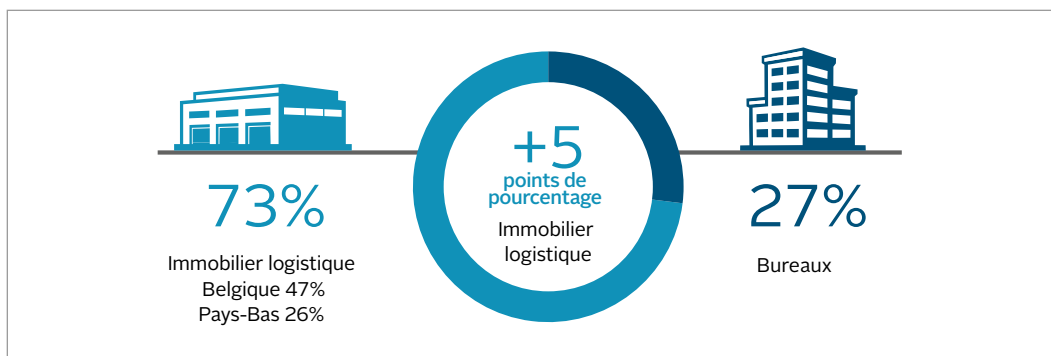 73%
Immobilier logistique
Belgique 47%
Pays-Bas 26%
+5
points de
pourcentage
Immobilier
logistique
27%
Bureaux